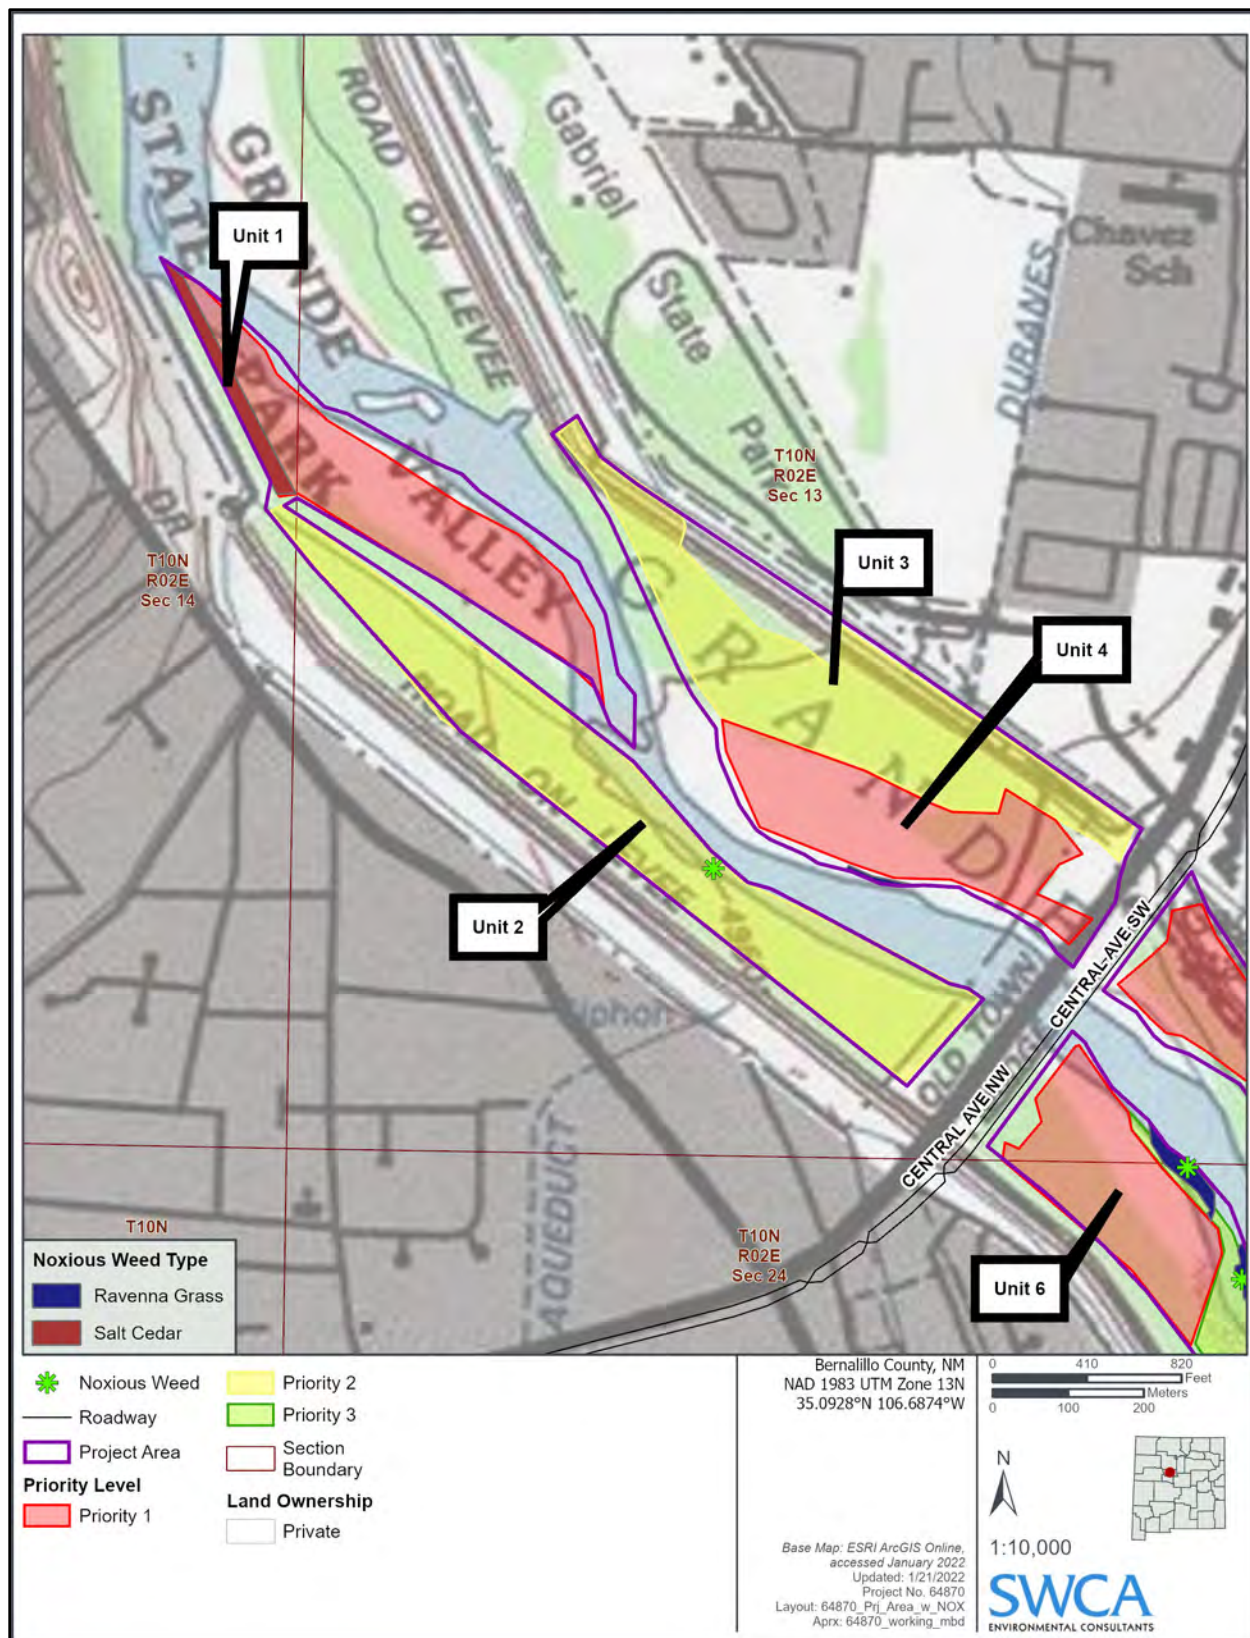 STATE
GRANDE
ROAD ON LEVEE
Gabriel
State
Park
Chavez
Sch
DURANES
Unit 1
PARK
VALLEY
T10N
R02E
Sec 13
DR
T10N
R02E
Sec 14
Unit 3
Unit 4
GRANDE
ROAD ON LEVEE
Unit 2
Siphon
OLD TOWN
CENTRAL AVE SW
CENTRAL AVE NW
AQUEDUCT
T10N
T10N
R02E
Sec 24
Unit 6
Noxious Weed Type
Ravenna Grass
Salt Cedar
Noxious Weed
Roadway
Project Area
Priority Level
Priority 1
Priority 2
Priority 3
Section
Boundary
Land Ownership
Private
Bernalillo County, NM
NAD 1983 UTM Zone 13N
35.0928°N 106.6874°W
Base Map: ESRI ArcGIS Online,
accessed January 2022
Updated: 1/21/2022
Project No. 64870
Layout: 64870_Prj_Area_w_NOX
Aprx: 64870_working_mbd
0 410 820
Feet
Meters
0 100 200
N
1:10,000
SWCA
ENVIRONMENTAL CONSULTANTS